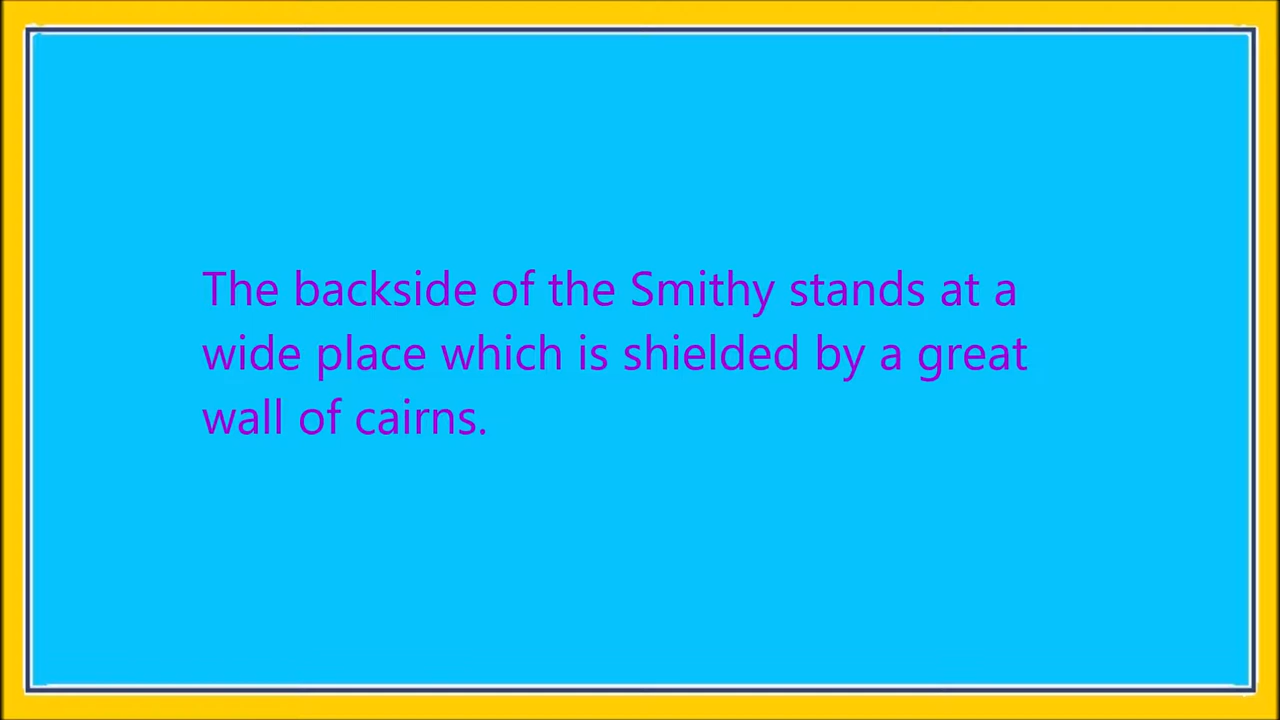 The backside of the Smithy stands at a
wide place which is shielded by a great
wall of cairns.